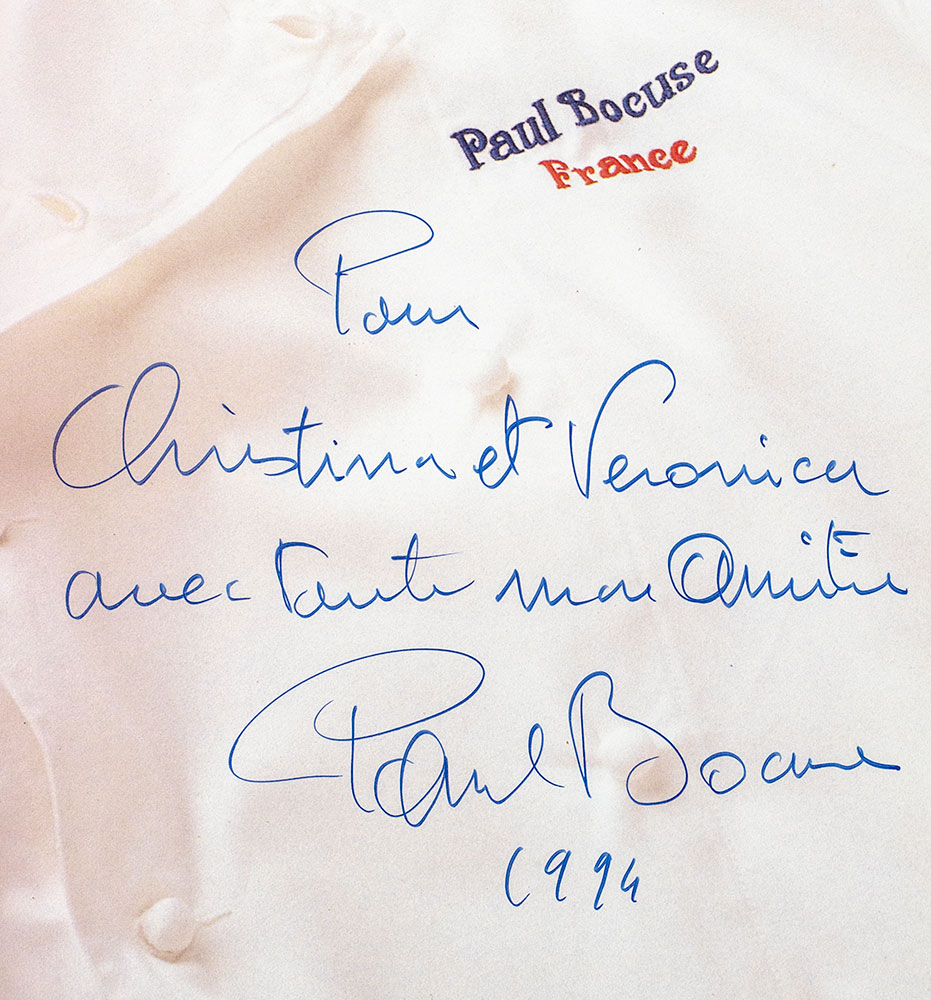 Paul Bocuse
France
Pour
Christina et Veronica
avec toute mon Amitié
Paul Bocuse
1994